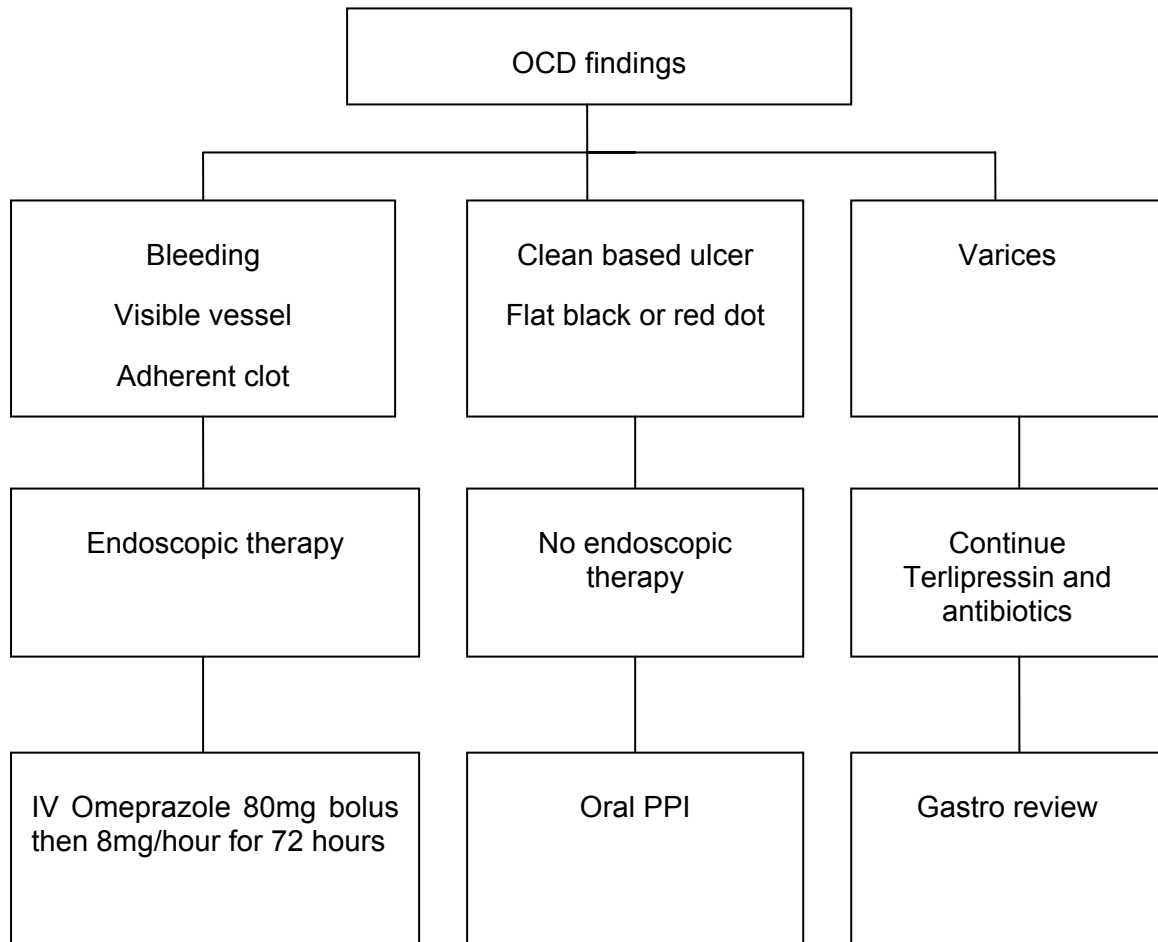 OCD findings
Bleeding
Visible vessel
Adherent clot
Clean based ulcer
Flat black or red dot
Varices
Endoscopic therapy
No endoscopic
therapy
Continue
Terlipressin and
antibiotics
IV Omeprazole 80mg bolus
then 8mg/hour for 72 hours
Oral PPI
Gastro review